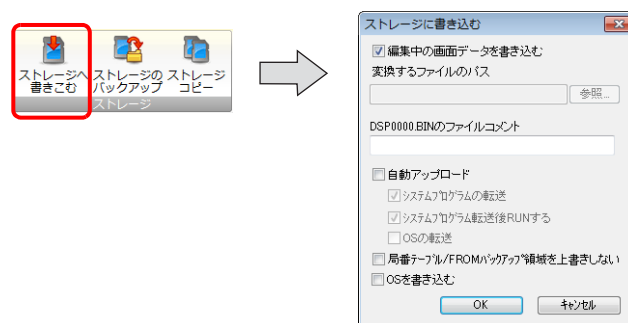 ストレージへ
書きこむ
ストレージの
バックアップ
ストレージ
コピー
ストレージ
ストレージに書き込む
編集中の画面データを書き込む
変換するファイルのパス
参照...
DSP0000.BINのファイルコメント
自動アップロード
システムプログラムの転送
システムプログラム転送後RUNする
OSの転送
局番テーブル/FROMバックアップ領域を上書きしない
OSを書き込む
OK
キャンセル